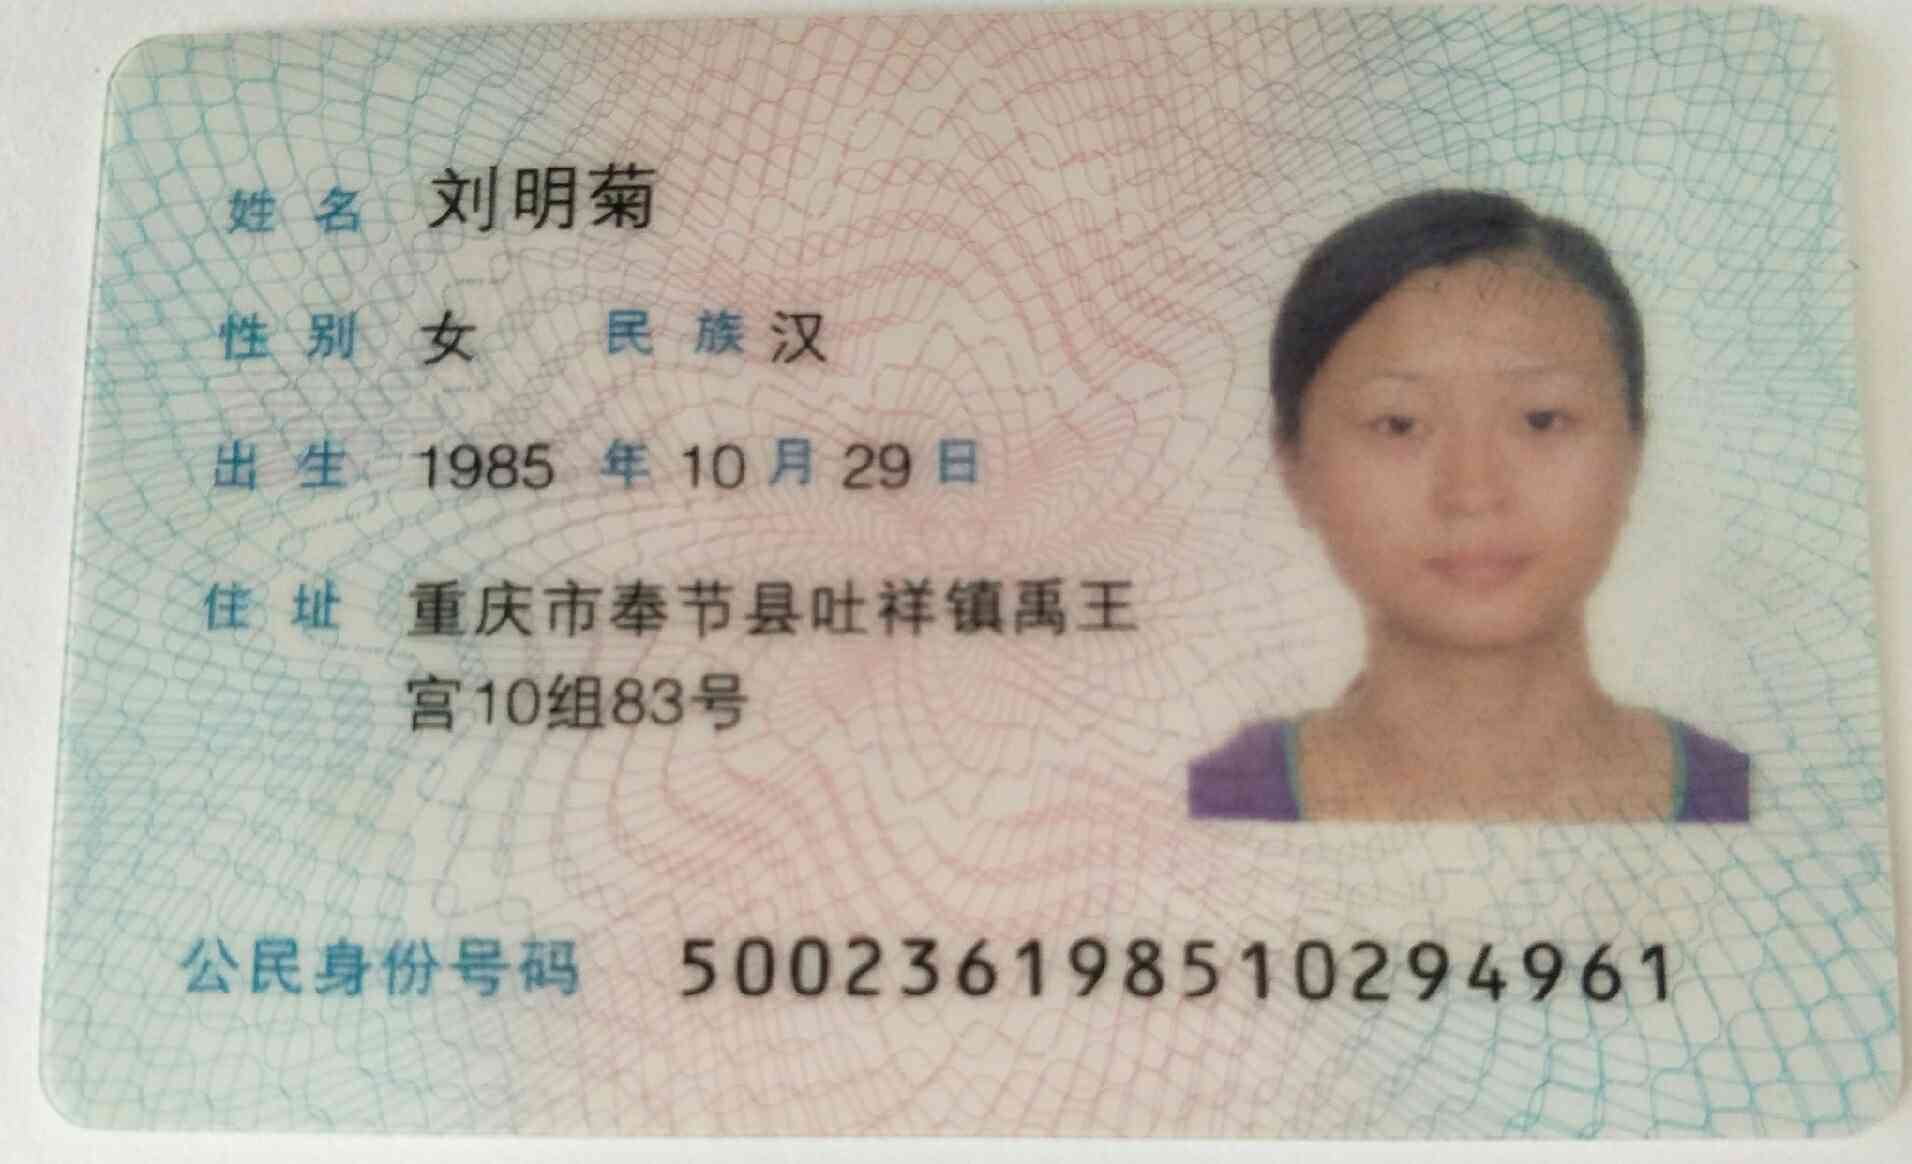 姓名 刘明菊
性别 女 民族 汉
出生 1985 年 10 月 29 日
住址 重庆市奉节县吐祥镇禹王
宫10组83号
公民身份号码 500236198510294961